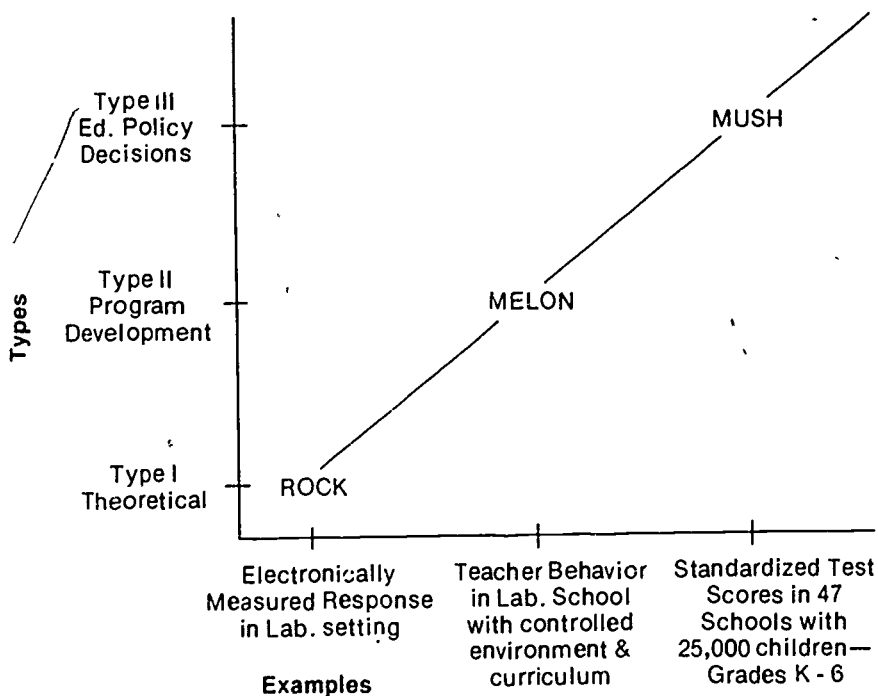 Type III
Ed. Policy
Decisions
MUSH
Type II
Program
Development
MELON
Types
Type I
Theoretical
ROCK
Electronically
Measured Response
in Lab. setting
Teacher Behavior
in Lab. School
with controlled
environment &
curriculum
Standardized Test
Scores in 47
Schools with
25,000 children—
Grades K - 6
Examples